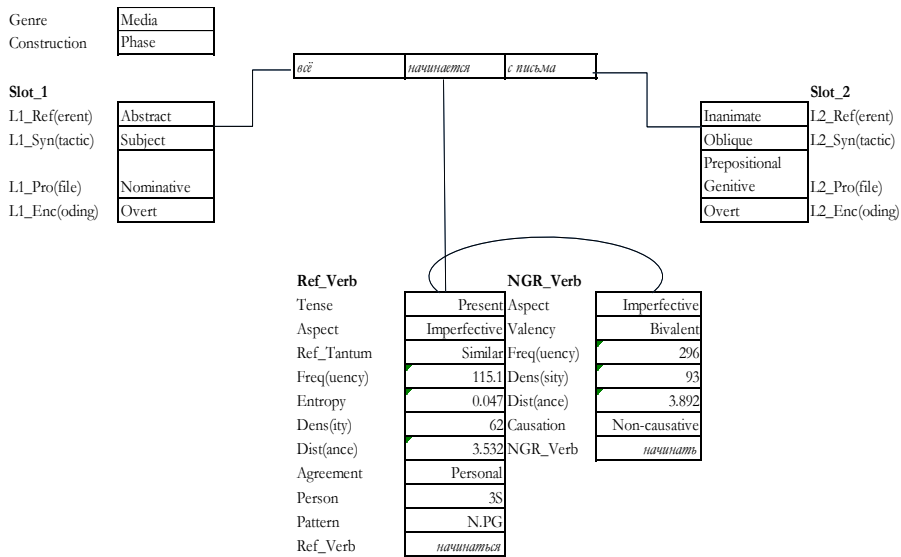 Genre Media
Construction Phase
всё начинается с письма
Slot_1
L1_Ref(erent) Abstract
L1_Syn(tactic) Subject
L1_Pro(file) Nominative
L1_Enc(oding) Overt
Slot_2
Inanimate L2_Ref(erent)
Oblique L2_Syn(tactic)
Prepositional
Genitive L2_Pro(file)
Overt L2_Enc(oding)
Ref_Verb NGR_Verb
Tense Present Aspect Imperfective
Aspect Imperfective Valency Bivalent
Ref_Tantum Similar Freq(uency) 296
Freq(uency) 115.1 Dens(sity) 93
Entropy 0.047 Dist(ance) 3.892
Dens(ity) 62 Causation Non-causative
Dist(ance) 3.532 NGR_Verb начинать
Agreement Personal
Person 3S
Pattern N.PG
Ref_Verb начинаться